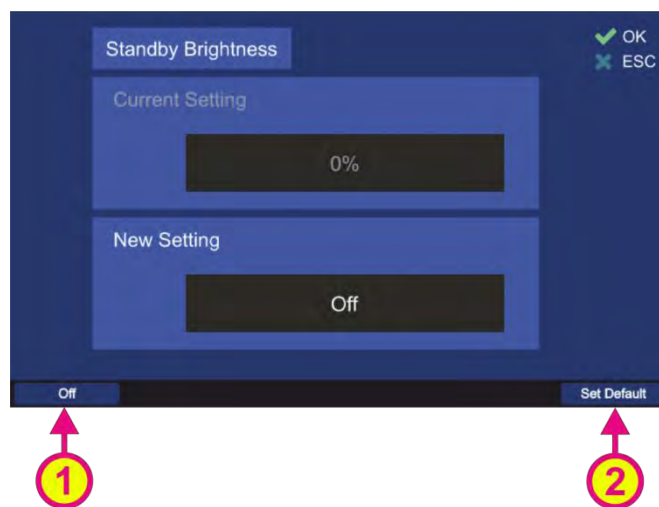 Standby Brightness
OK
ESC
Current Setting
0%
New Setting
Off
Off
Set Default
1
2